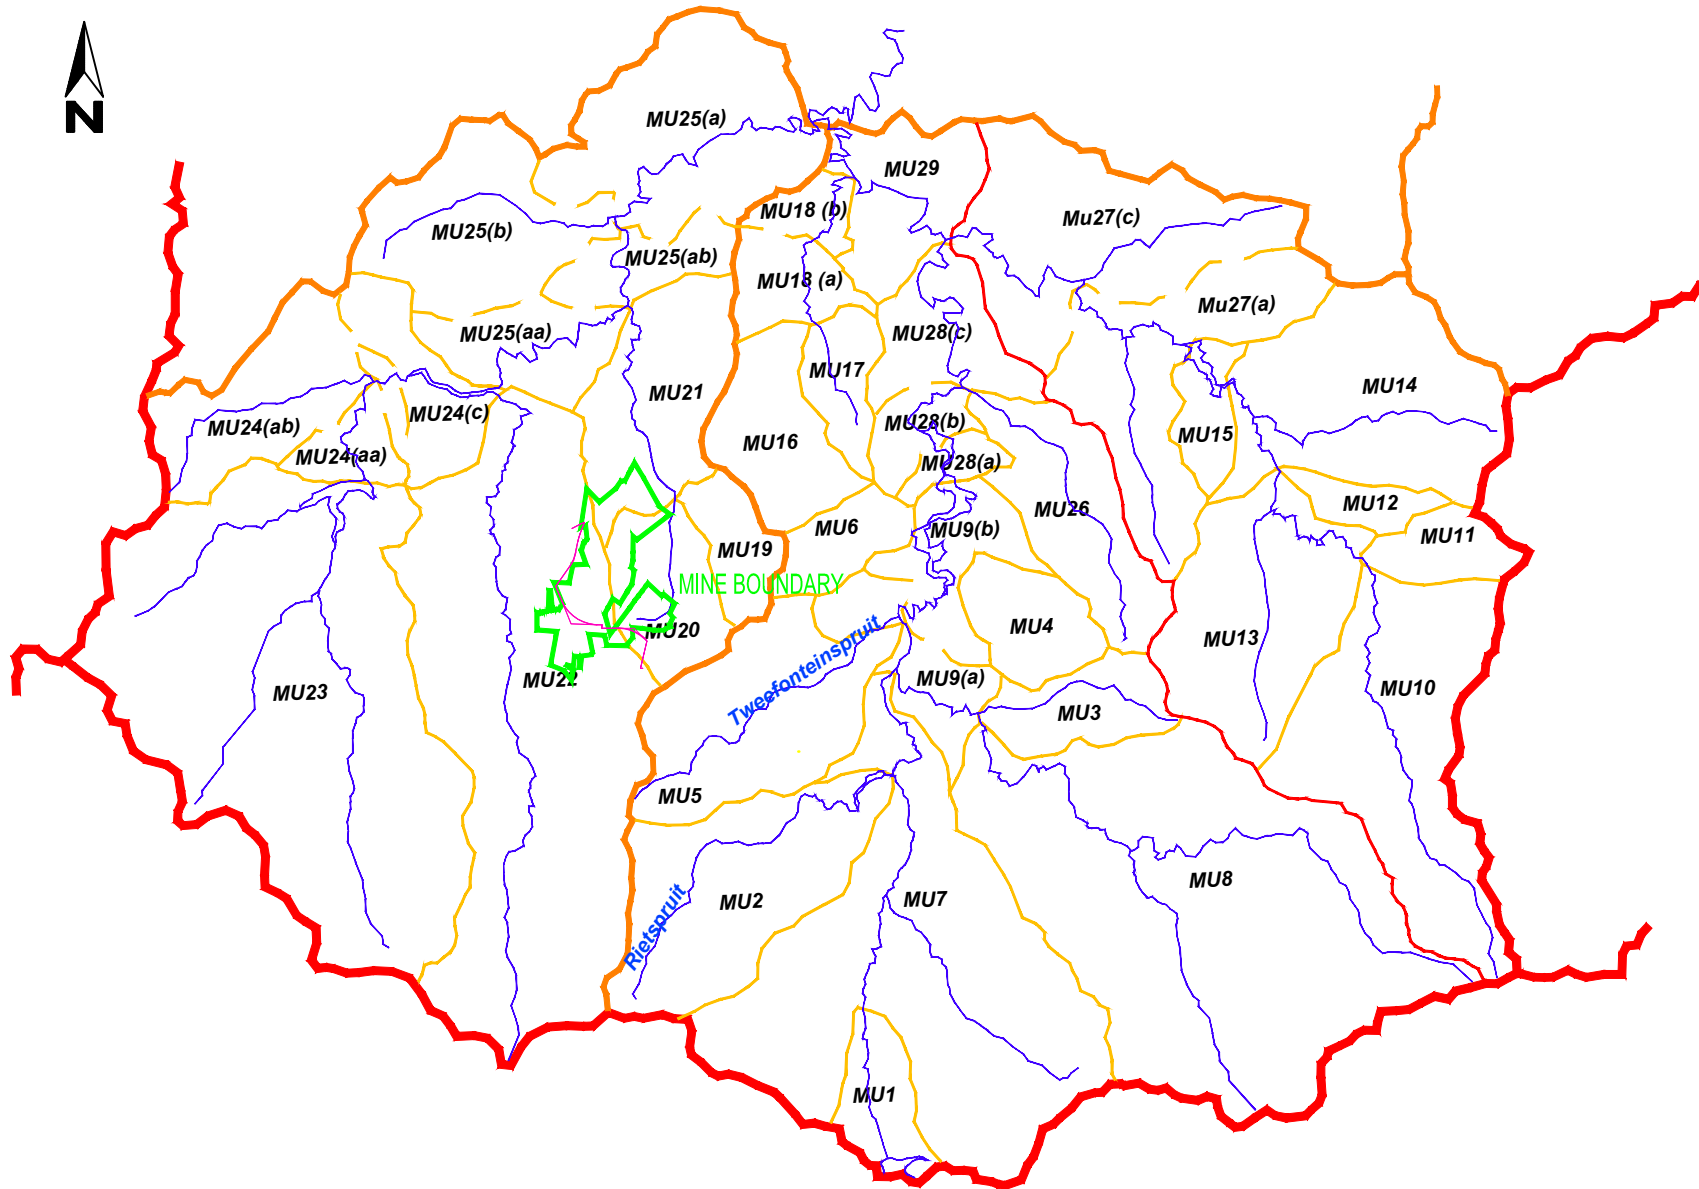 N
MU25(a)
MU29
MU18 (b)
Mu27(c)
MU25(b)
MU25(ab)
MU18 (a)
Mu27(a)
MU25(aa)
MU28(c)
MU17
MU14
MU21
MU24(ab)
MU24(c)
MU28(b)
MU15
MU16
MU24(aa)
MU28(a)
MU12
MU26
MU6
MU9(b)
MU11
MU19
MINE BOUNDARY
MU20
MU4
MU13
Tweefonteinspruit
MU22
MU9(a)
MU23
MU10
MU3
MU5
MU8
MU2
MU7
Rietspruit
MU1